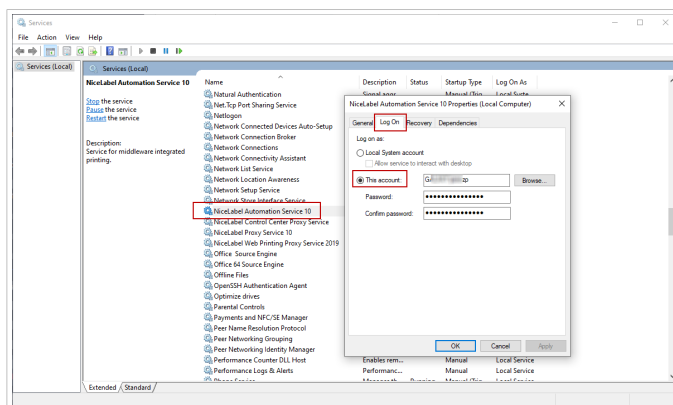 Services
File Action View Help
Services (Local)
Services (Local)
NiceLabel Automation Service 10
Stop the service
Pause the service
Restart the service
Description:
Service for middleware integrated
printing.
Name Description Status Startup Type Log On As
Natural Authentication
Net.Tcp Port Sharing Service
Netlogon
Network Connected Devices Auto-Setup
Network Connection Broker
Network Connections
Network Connectivity Assistant
Network List Service
Network Location Awareness
Network Setup Service
Network Store Interface Service
NiceLabel Automation Service 10
NiceLabel Control Center Proxy Service
NiceLabel Proxy Service 10
NiceLabel Web Printing Proxy Service 2019
Office Source Engine
Office 64 Source Engine
Offline Files
OpenSSH Authentication Agent
Optimize drives
Parental Controls
Payments and NFC/SE Manager
Peer Name Resolution Protocol
Peer Networking Grouping
Peer Networking Identity Manager
Performance Counter DLL Host Enables rem... Manual Local Service
Performance Logs & Alerts Performanc... Manual Local Service
NiceLabel Automation Service 10 Properties (Local Computer)
General Log On Recovery Dependencies
Log on as:
Local System account
Allow service to interact with desktop
This account: zp Browse...
Password:
Confirm password:
OK Cancel Apply
Extended Standard